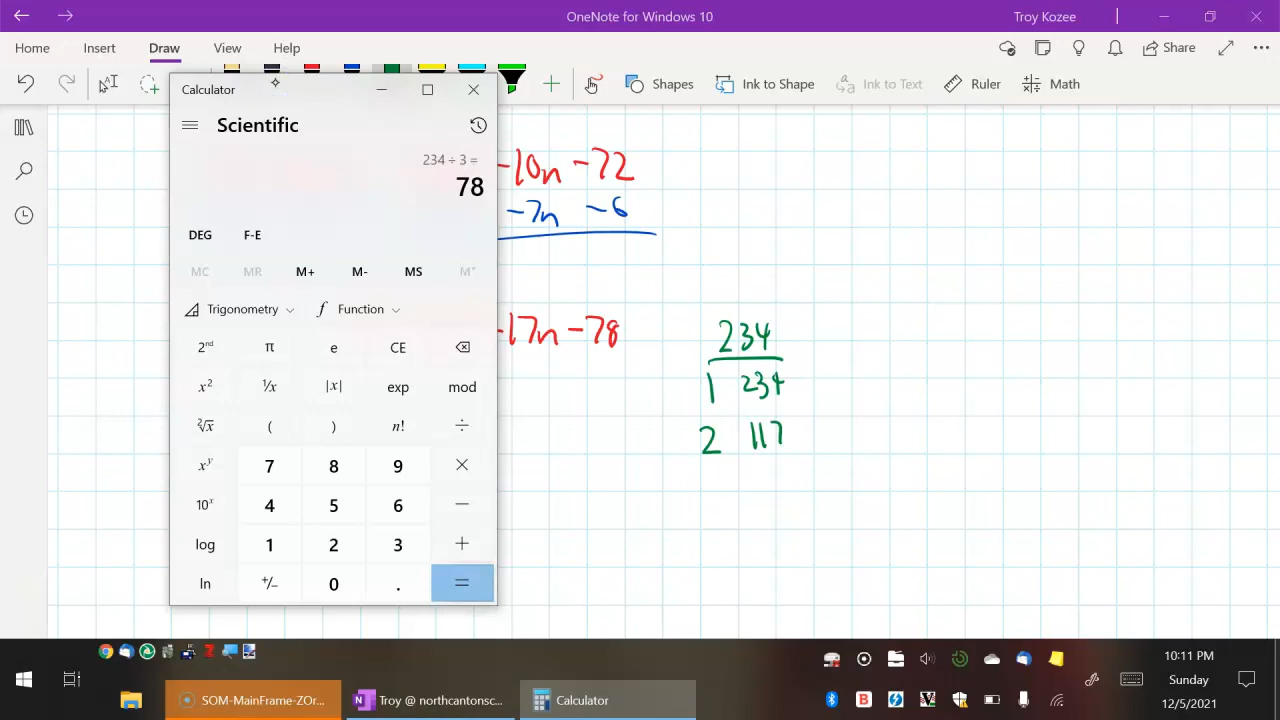 OneNote for Windows 10
Troy Kozee
Home Insert Draw View Help
Share
Shapes Ink to Shape Ink to Text Ruler Math
Calculator
Scientific
234 ÷ 3 =
78
DEG F-E
MC MR M+ M- MS M˅
Trigonometry Function
2nd π e CE
x² ¹/x |x| exp mod
²√x ( ) n! ÷
xʸ 7 8 9 ×
10ˣ 4 5 6 −
log 1 2 3 +
ln +/− 0 . =
-10n -72
-7n -6
-17n -78
234
1 234
2 117
10:11 PM
Sunday
12/5/2021
SOM-MainFrame-ZOr...
Troy @ northcantonsc...
Calculator